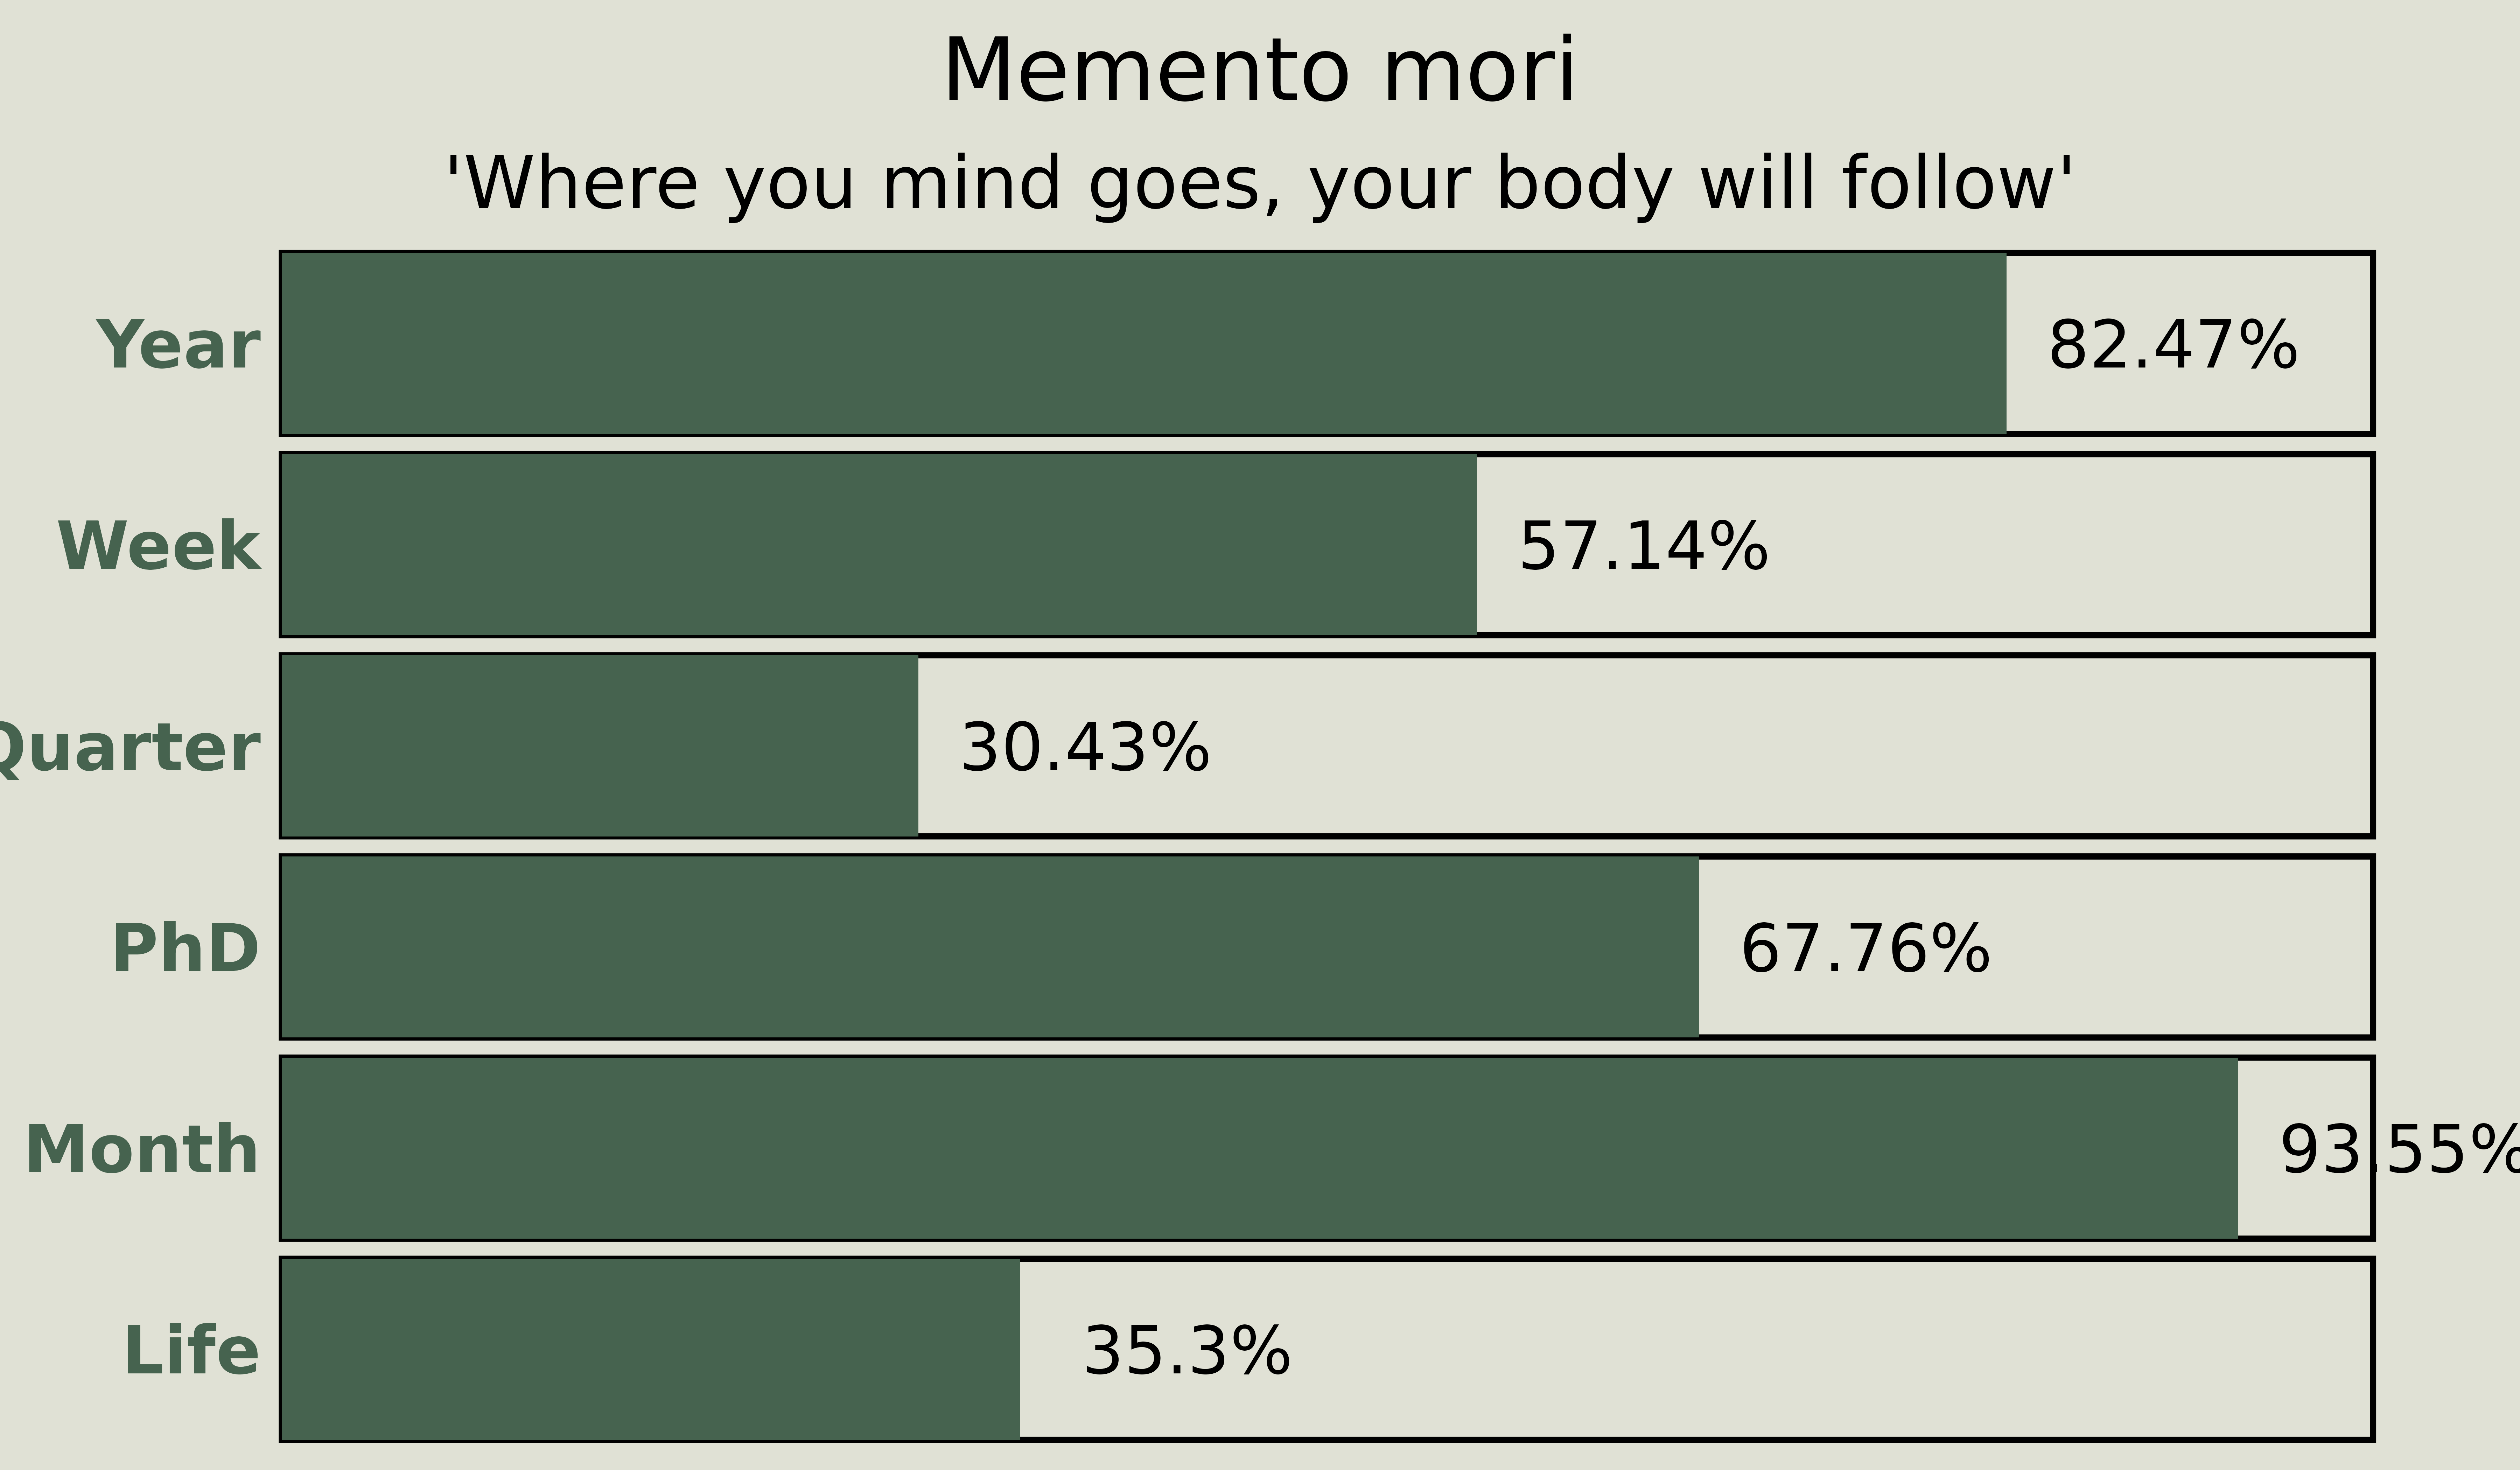 Memento mori
'Where you mind goes, your body will follow'
Year 82.47%
Week 57.14%
Quarter 30.43%
PhD 67.76%
Month 93.55%
Life 35.3%